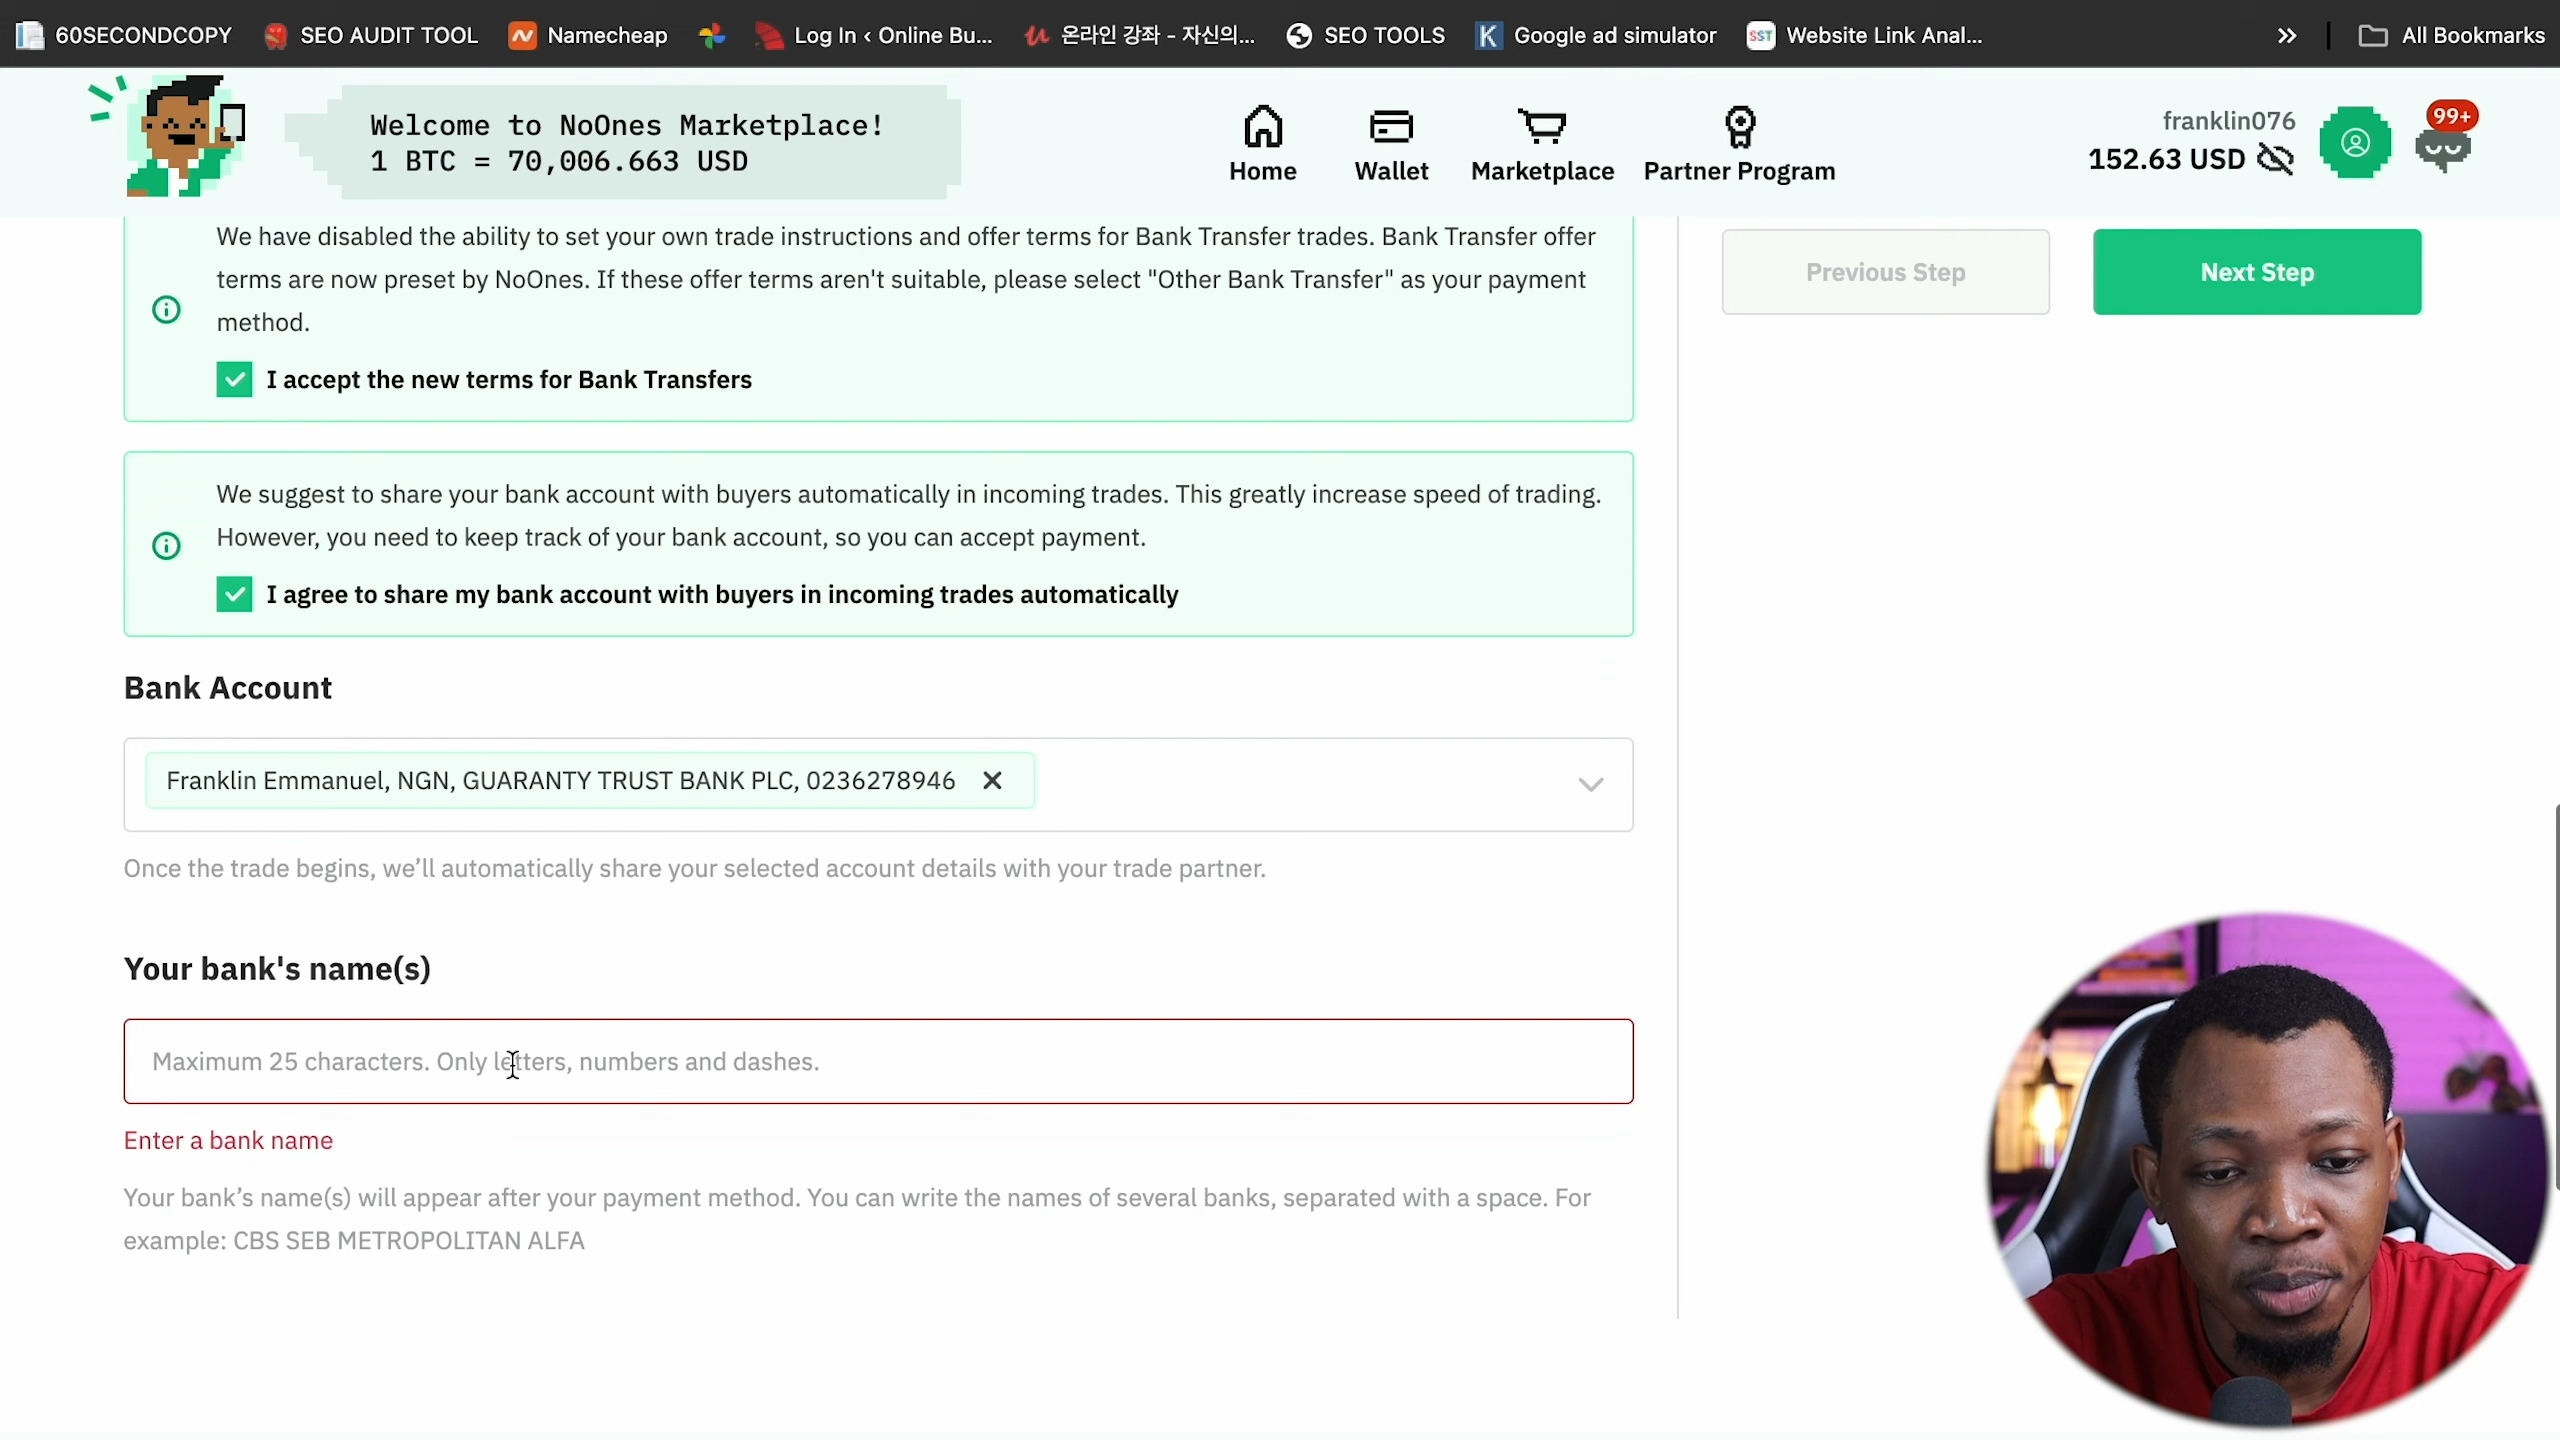 60SECONDCOPY SEO AUDIT TOOL Namecheap Log In < Online Bu... 온라인 강좌 - 자신의... SEO TOOLS K Google ad simulator SST Website Link Anal... » All Bookmarks
Welcome to NoOnes Marketplace!
1 BTC = 70,006.663 USD
Home Wallet Marketplace Partner Program
franklin076
152.63 USD
99+
We have disabled the ability to set your own trade instructions and offer terms for Bank Transfer trades. Bank Transfer offer
terms are now preset by NoOnes. If these offer terms aren't suitable, please select "Other Bank Transfer" as your payment
method.
I accept the new terms for Bank Transfers
Previous Step Next Step
We suggest to share your bank account with buyers automatically in incoming trades. This greatly increase speed of trading.
However, you need to keep track of your bank account, so you can accept payment.
I agree to share my bank account with buyers in incoming trades automatically
Bank Account
Franklin Emmanuel, NGN, GUARANTY TRUST BANK PLC, 0236278946
Once the trade begins, we’ll automatically share your selected account details with your trade partner.
Your bank's name(s)
Maximum 25 characters. Only letters, numbers and dashes.
Enter a bank name
Your bank’s name(s) will appear after your payment method. You can write the names of several banks, separated with a space. For
example: CBS SEB METROPOLITAN ALFA